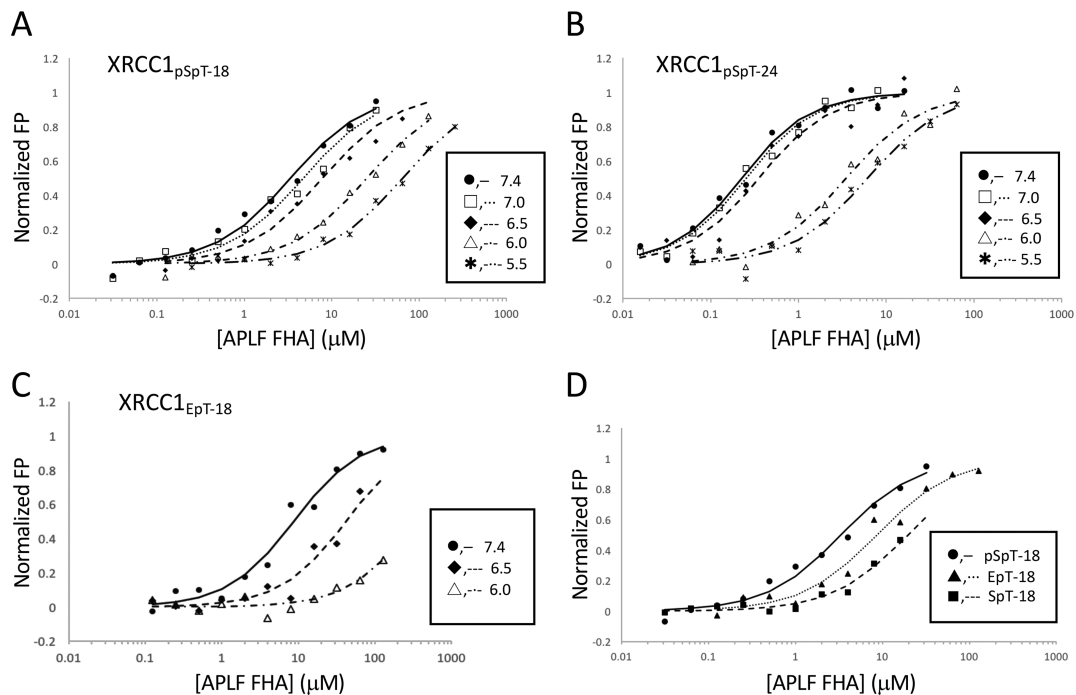 A
XRCC1pSpT-18
Normalized FP
1.2
1
0.8
0.6
0.4
0.2
0
-0.2
0.01 0.1 1 10 100 1000
[APLF FHA] (μM)
●,– 7.4
□,··· 7.0
◆,--- 6.5
△,-·- 6.0
✱,-··- 5.5
B
XRCC1pSpT-24
Normalized FP
1.2
1
0.8
0.6
0.4
0.2
0
-0.2
0.01 0.1 1 10 100 1000
[APLF FHA] (μM)
●,– 7.4
□,··· 7.0
◆,--- 6.5
△,-·- 6.0
✱,-··- 5.5
C
XRCC1EpT-18
Normalized FP
1.2
1
0.8
0.6
0.4
0.2
0
-0.2
0.01 0.1 1 10 100 1000
[APLF FHA] (μM)
●,– 7.4
◆,--- 6.5
△,-·- 6.0
D
Normalized FP
1.2
1
0.8
0.6
0.4
0.2
0
-0.2
0.01 0.1 1 10 100 1000
[APLF FHA] (μM)
●,– pSpT-18
▲,··· EpT-18
■,--- SpT-18